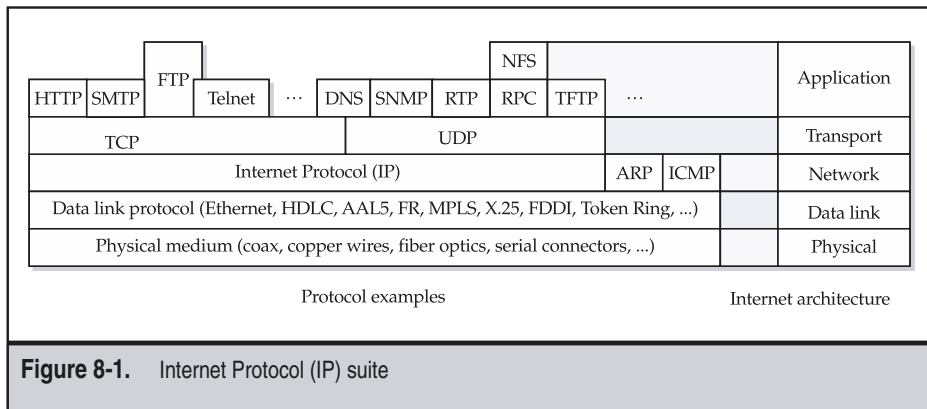 NFS
Application
FTP
HTTP SMTP Telnet ... DNS SNMP RTP RPC TFTP ...
TCP UDP Transport
Internet Protocol (IP) ARP ICMP Network
Data link protocol (Ethernet, HDLC, AAL5, FR, MPLS, X.25, FDDI, Token Ring, ...) Data link
Physical medium (coax, copper wires, fiber optics, serial connectors, ...) Physical
Protocol examples Internet architecture
Figure 8-1. Internet Protocol (IP) suite